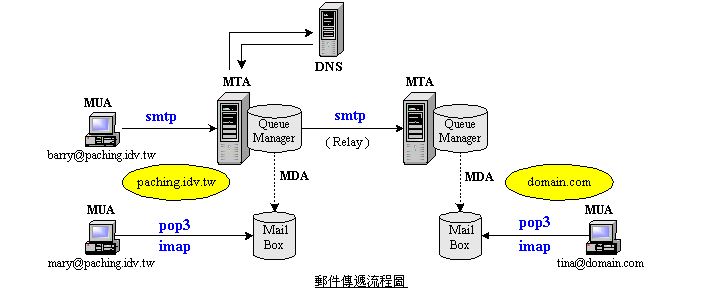 DNS
MTA
MTA
MUA
smtp
Queue
Manager
smtp
( Relay )
Queue
Manager
barry@paching.idv.tw
paching.idv.tw
MDA
MDA
domain.com
MUA
pop3
imap
Mail
Box
Mail
Box
pop3
imap
MUA
mary@paching.idv.tw
tina@domain.com
郵件傳遞流程圖